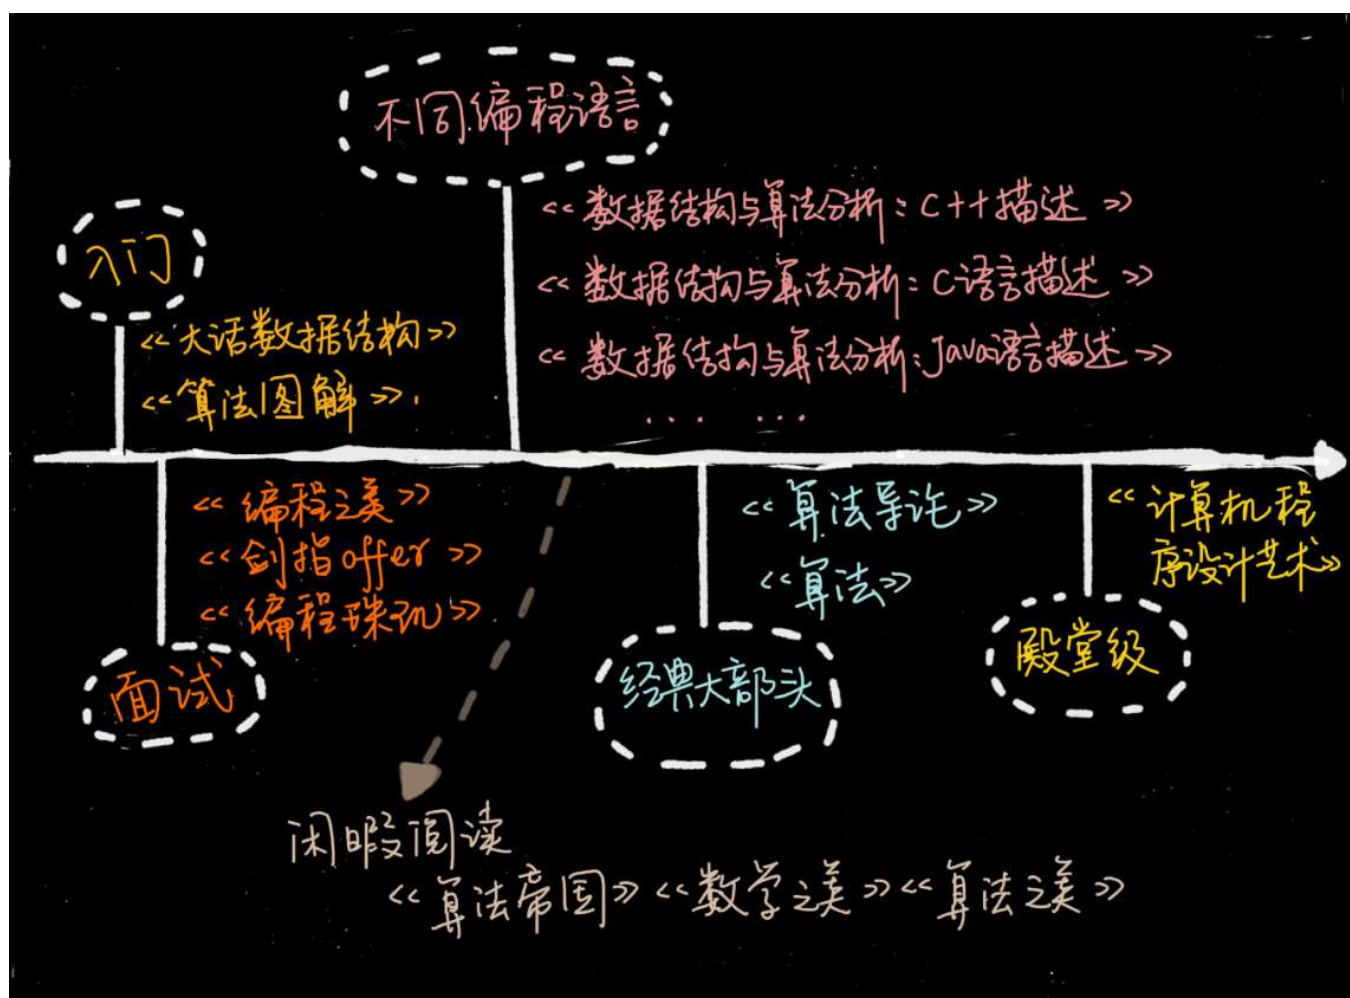 不同编程语言
<<数据结构与算法分析：C++描述>>
<<数据结构与算法分析：C语言描述>>
<<数据结构与算法分析：Java语言描述>>
... ...
入门
<<大话数据结构>>
<<算法图解>>.
<<编程之美>>
<<剑指offer>>
<<编程珠玑>>
面试
<<算法导论>>
<<算法>>
经典大部头
<<计算机程
序设计艺术>>
殿堂级
闲暇阅读
<<算法帝国>><<数学之美>><<算法之美>>